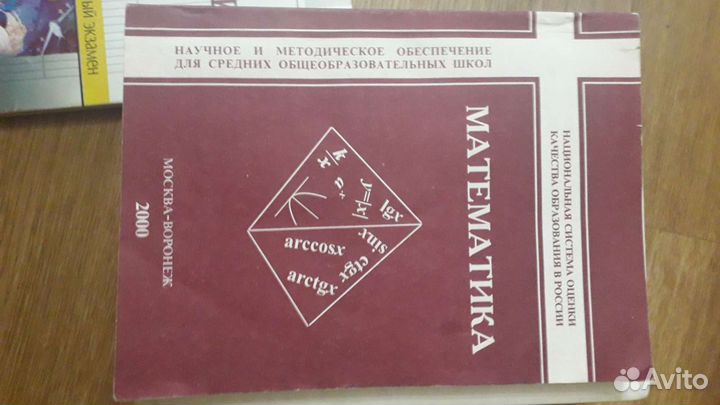 НАУЧНОЕ И МЕТОДИЧЕСКОЕ ОБЕСПЕЧЕНИЕ
ДЛЯ СРЕДНИХ ОБЩЕОБРАЗОВАТЕЛЬНЫХ ШКОЛ
НАЦИОНАЛЬНАЯ СИСТЕМА ОЦЕНКИ
КАЧЕСТВА ОБРАЗОВАНИЯ В РОССИИ
МАТЕМАТИКА
k/x
a^x
y=|x|
lgx
sinx
ctgx
arccosx
arctgx
МОСКВА-ВОРОНЕЖ
2000
экзамен
Avito